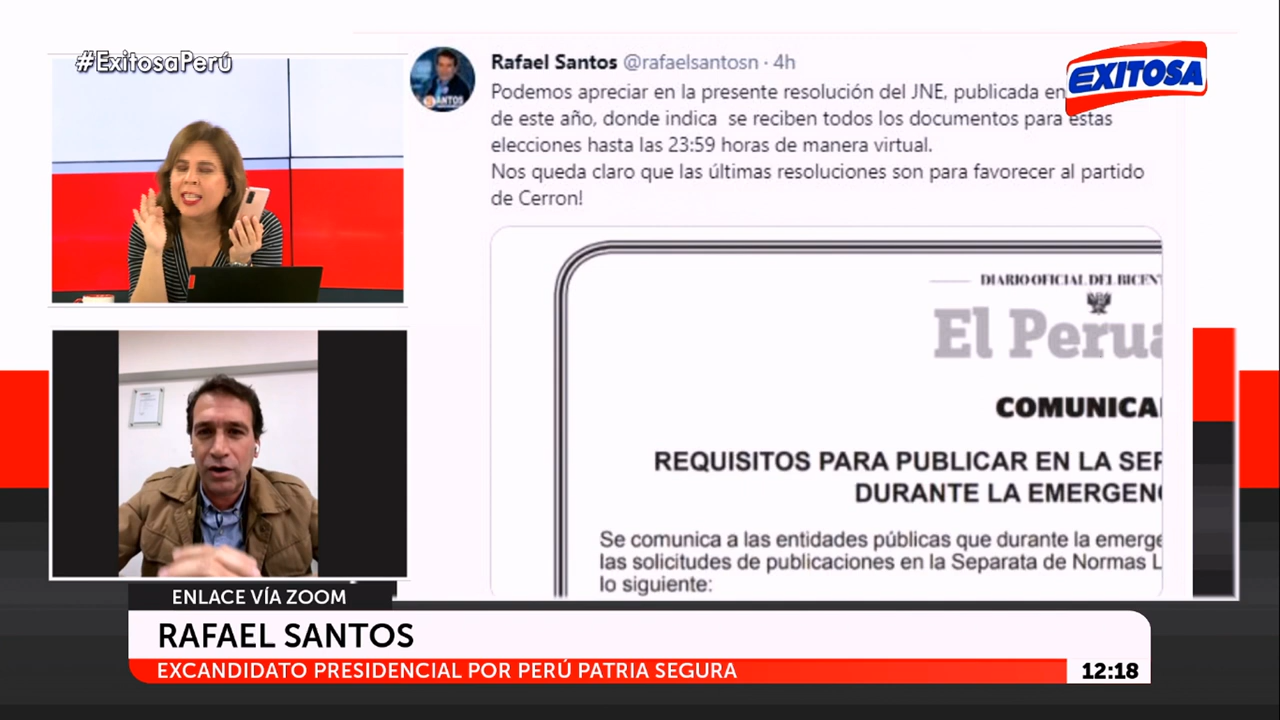 #ExitosaPerú
Rafael Santos @rafaelsantosn · 4h
EXITOSA
Podemos apreciar en la presente resolución del JNE, publicada en
de este año, donde indica se reciben todos los documentos para estas
elecciones hasta las 23:59 horas de manera virtual.
Nos queda claro que las últimas resoluciones son para favorecer al partido
de Cerron!
SANTOS
DIARIO OFICIAL DEL BICENT
El Perua
COMUNICA
REQUISITOS PARA PUBLICAR EN LA SEP
DURANTE LA EMERGENC
Se comunica a las entidades públicas que durante la emerge
las solicitudes de publicaciones en la Separata de Normas L
lo siguiente:
ENLACE VÍA ZOOM
RAFAEL SANTOS
EXCANDIDATO PRESIDENCIAL POR PERÚ PATRIA SEGURA
12:18